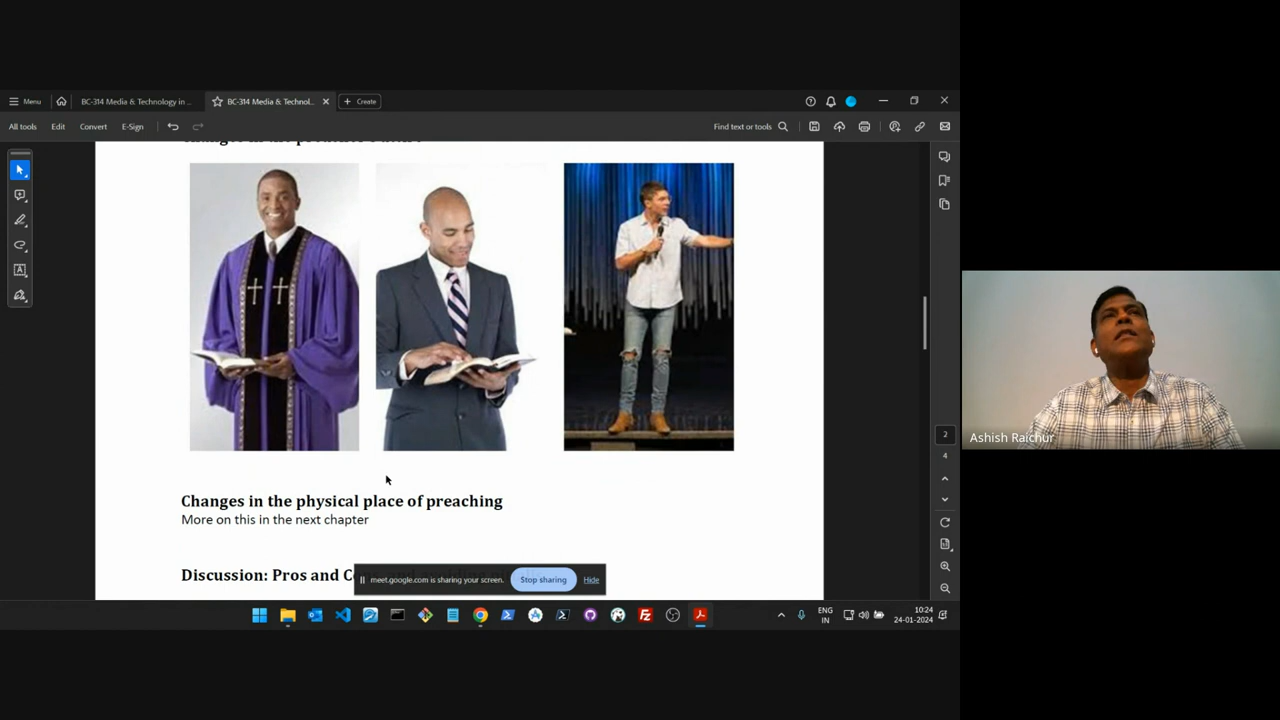 Menu
BC-314 Media & Technology in ...
BC-314 Media & Technol...
Create
All tools
Edit
Convert
E-Sign
Find text or tools
Changes in the physical place of preaching
More on this in the next chapter
Discussion: Pros and C
meet.google.com is sharing your screen.
Stop sharing
Hide
2
4
Ashish Raichur
ENG
IN
10:24
24-01-2024